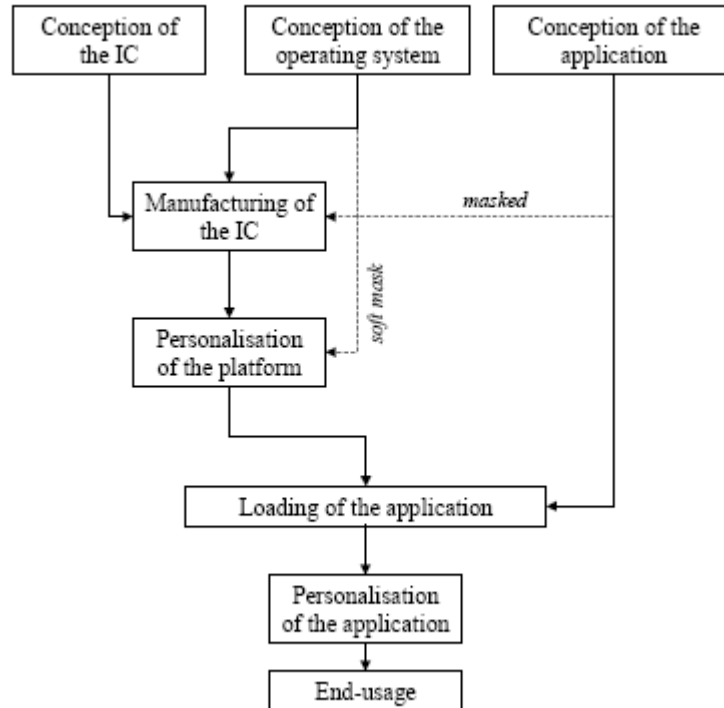 Conception of
the IC
Conception of the
operating system
Conception of the
application
Manufacturing of
the IC
masked
soft mask
Personalisation
of the platform
Loading of the application
Personalisation
of the application
End-usage